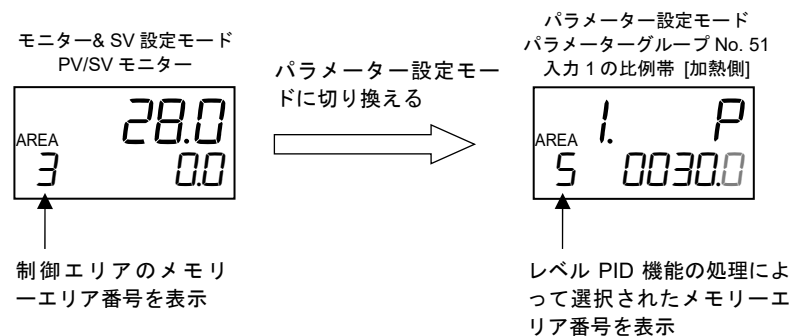 モニター& SV 設定モード
PV/SV モニター
AREA
28.0
3
0.0
制御エリアのメモリ
ーエリア番号を表示
パラメーター設定モー
ドに切り換える
パラメーター設定モード
パラメーターグループ No. 51
入力 1 の比例帯 [加熱側]
AREA
1. P
5
0030.0
レベル PID 機能の処理によ
って選択されたメモリーエ
リア番号を表示